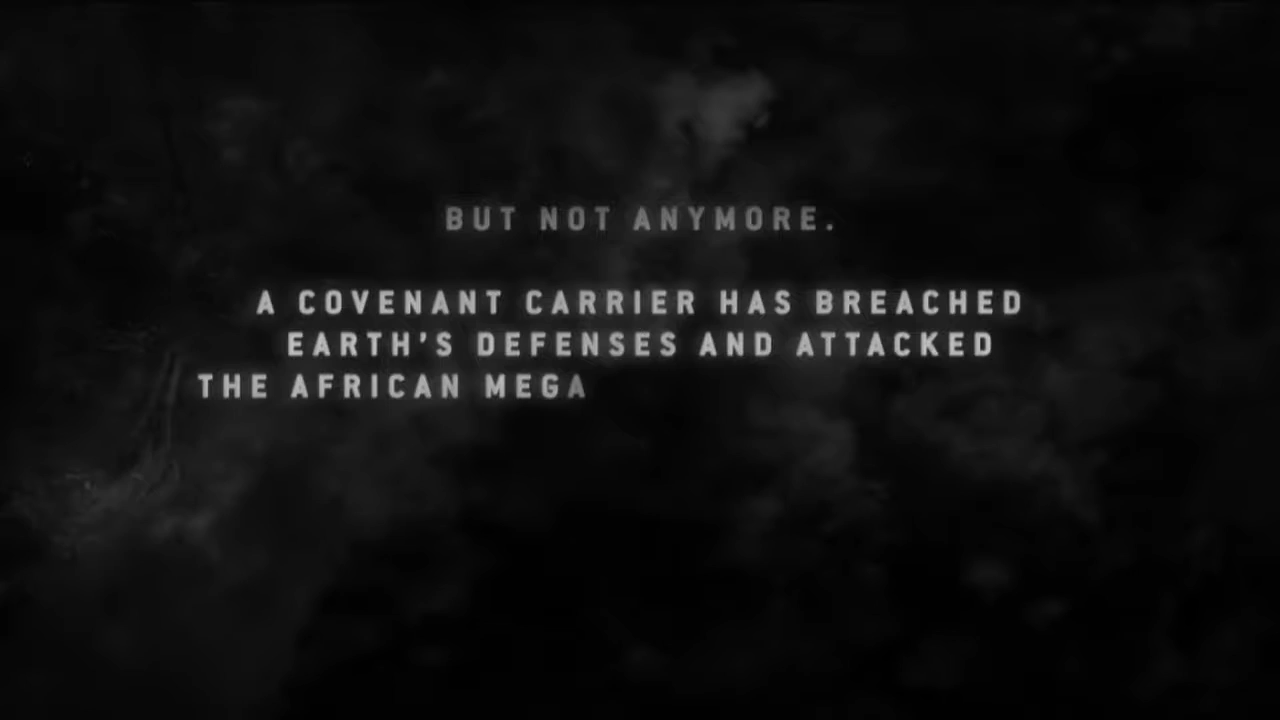 BUT NOT ANYMORE.
A COVENANT CARRIER HAS BREACHED
EARTH’S DEFENSES AND ATTACKED
THE AFRICAN MEGA